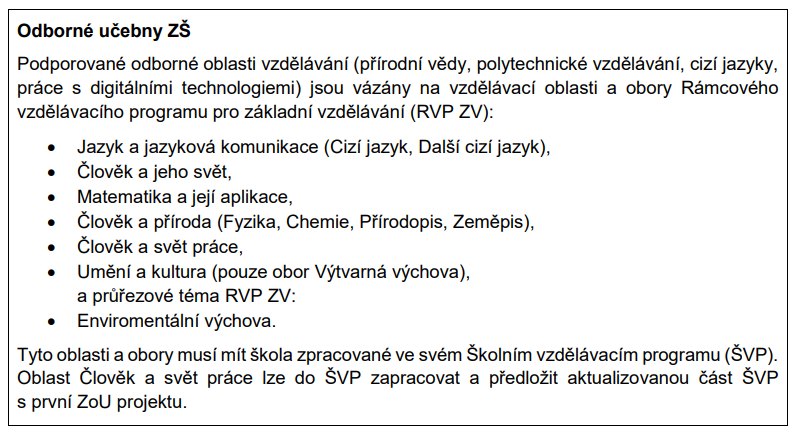 Odborné učebny ZŠ
Podporované odborné oblasti vzdělávání (přírodní vědy, polytechnické vzdělávání, cizí jazyky,
práce s digitálními technologiemi) jsou vázány na vzdělávací oblasti a obory Rámcového
vzdělávacího programu pro základní vzdělávání (RVP ZV):
• Jazyk a jazyková komunikace (Cizí jazyk, Další cizí jazyk),
• Člověk a jeho svět,
• Matematika a její aplikace,
• Člověk a příroda (Fyzika, Chemie, Přírodopis, Zeměpis),
• Člověk a svět práce,
• Umění a kultura (pouze obor Výtvarná výchova),
a průřezové téma RVP ZV:
• Enviromentální výchova.
Tyto oblasti a obory musí mít škola zpracované ve svém Školním vzdělávacím programu (ŠVP).
Oblast Člověk a svět práce lze do ŠVP zapracovat a předložit aktualizovanou část ŠVP
s první ZoU projektu.